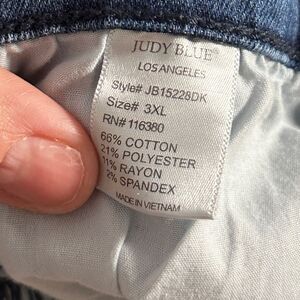 JUDY BLUE®
LOS ANGELES
Style# JB15228DK
Size# 3XL
RN# 116380
66% COTTON
21% POLYESTER
11% RAYON
2% SPANDEX
MADE IN VIETNAM